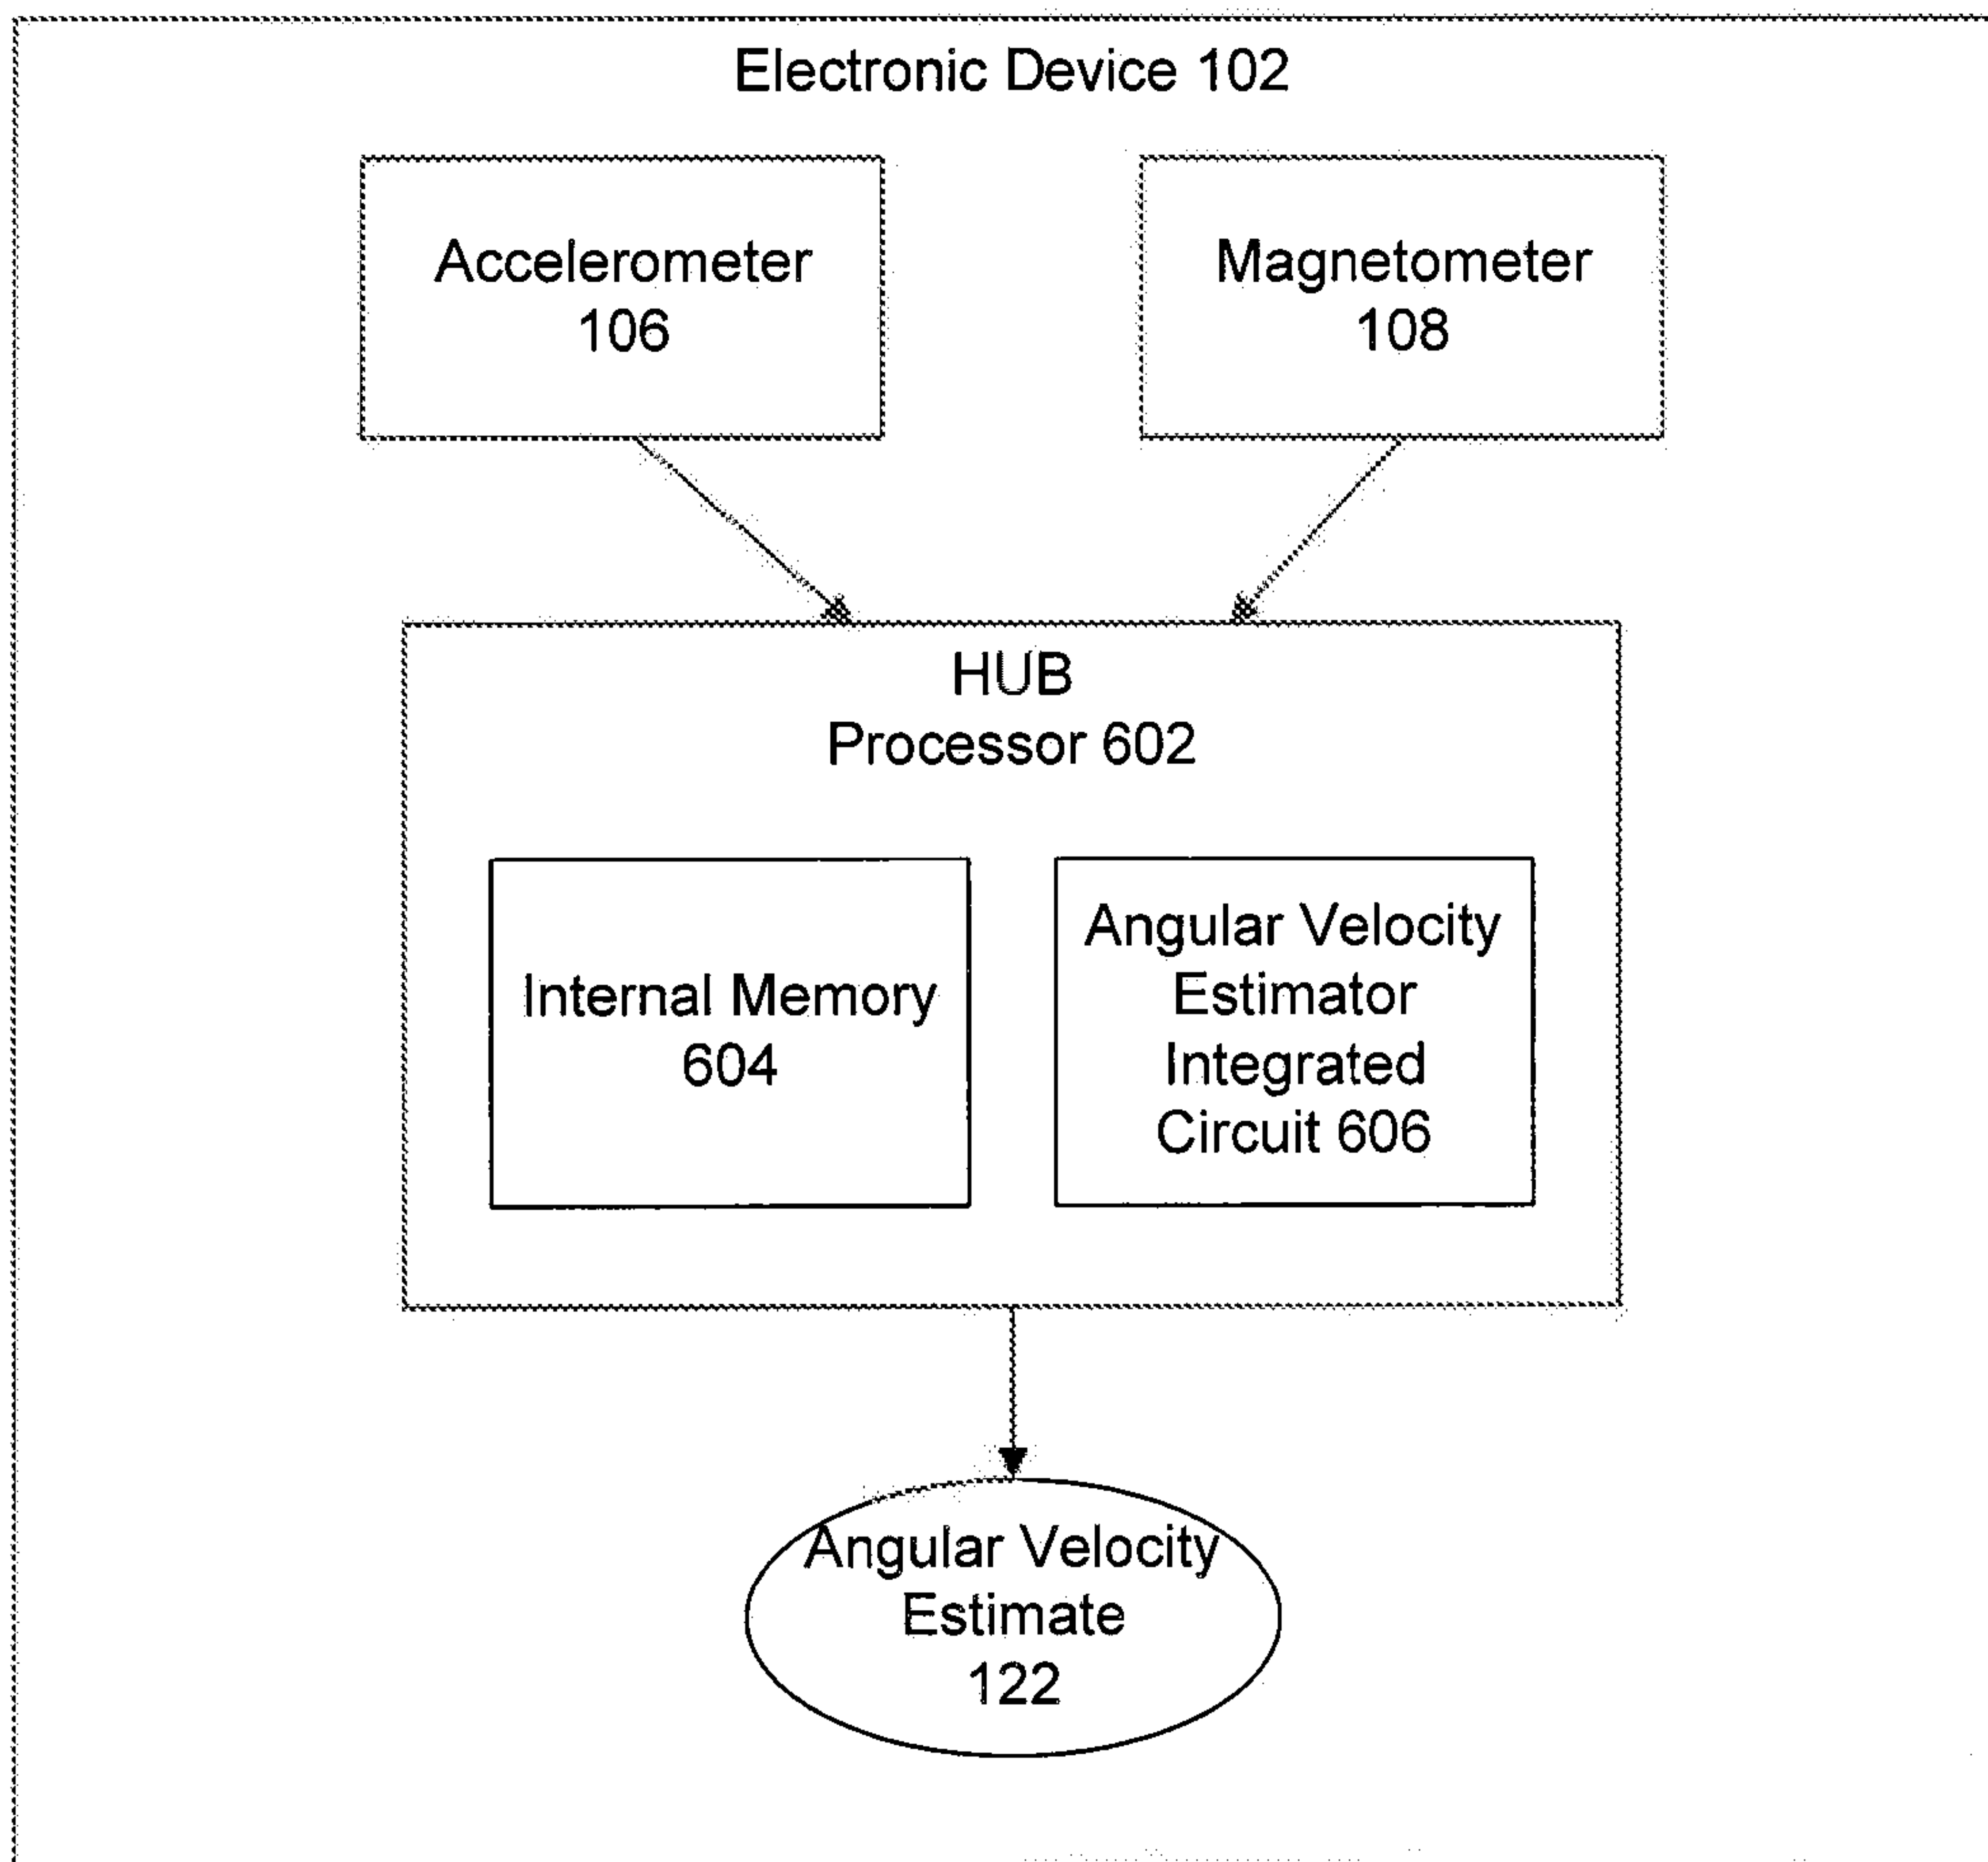 Electronic Device 102
Accelerometer
106
Magnetometer
108
HUB
Processor 602
Internal Memory
604
Angular Velocity
Estimator
Integrated
Circuit 606
Angular Velocity
Estimate
122